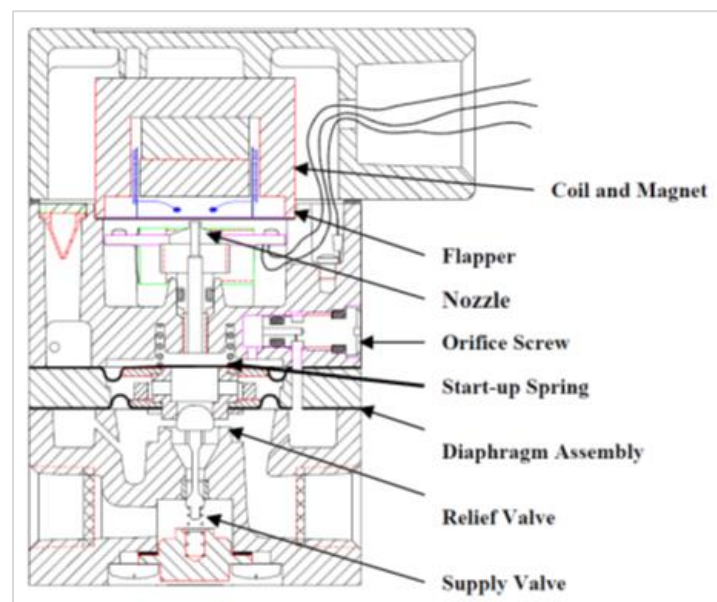 Coil and Magnet
Flapper
Nozzle
Orifice Screw
Start-up Spring
Diaphragm Assembly
Relief Valve
Supply Valve